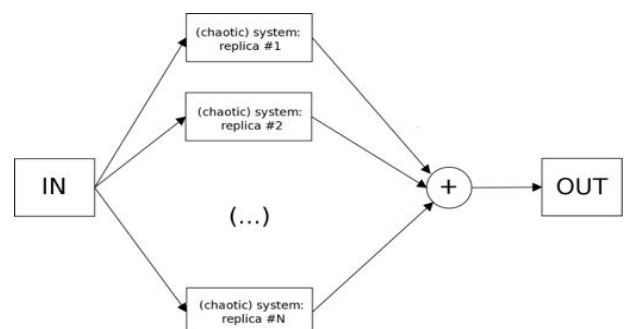 (chaotic) system:
replica #1
(chaotic) system:
replica #2
IN
+
OUT
(...)
(chaotic) system:
replica #N